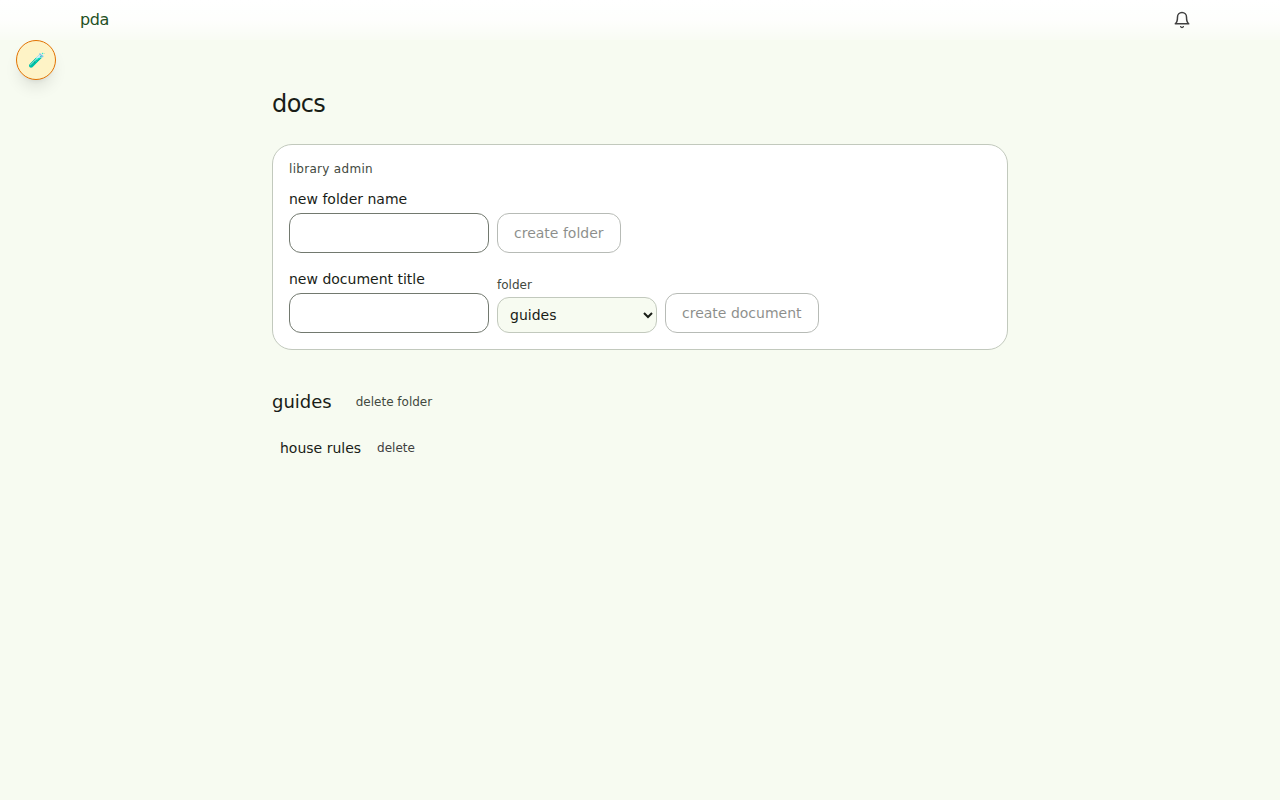 pda
docs
library admin
new folder name
create folder
new document title
folder
guides
create document
guides delete folder
house rules delete